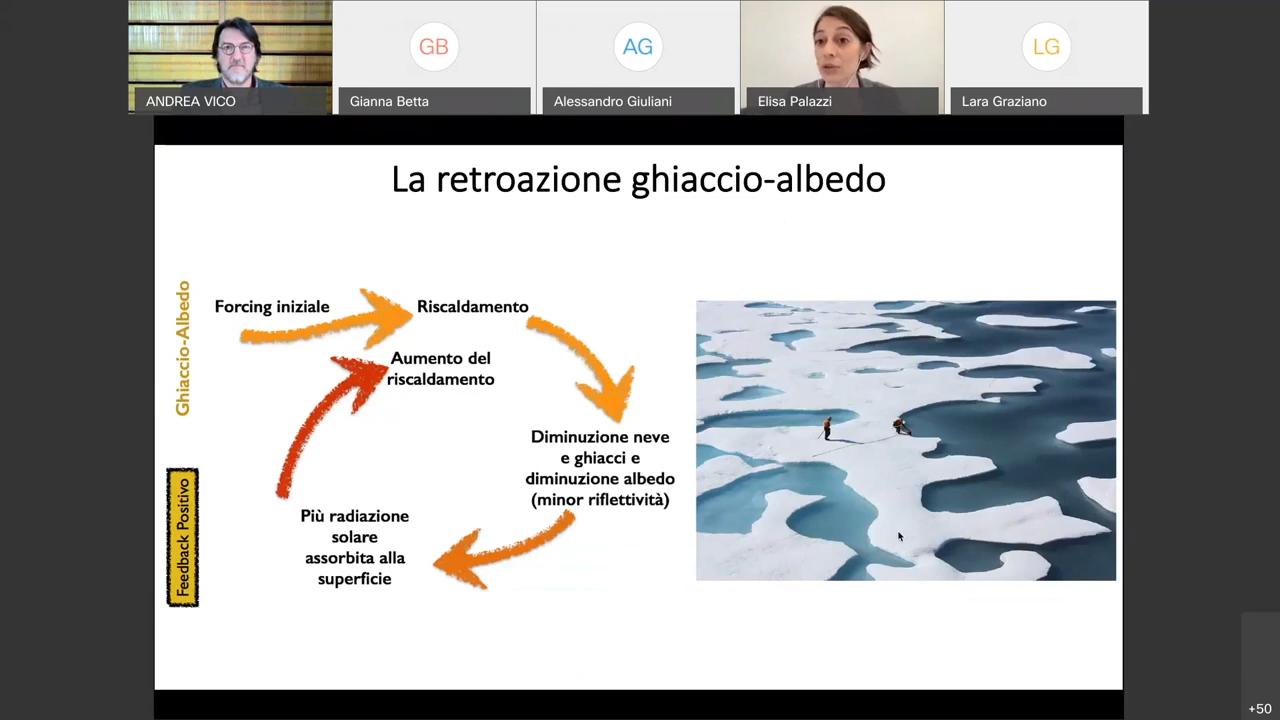 GB
AG
LG
ANDREA VICO
Gianna Betta
Alessandro Giuliani
Elisa Palazzi
Lara Graziano
La retroazione ghiaccio-albedo
Ghiaccio-Albedo
Feedback Positivo
Forcing iniziale
Riscaldamento
Aumento del
riscaldamento
Diminuzione neve
e ghiacci e
diminuzione albedo
(minor riflettività)
Più radiazione
solare
assorbita alla
superficie
+50